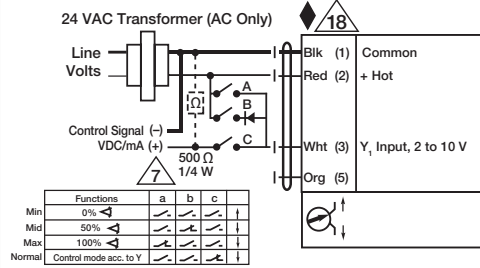 24 VAC Transformer (AC Only)
18
Line
Volts
Blk (1) Common
Red (2) + Hot
A
B
C
Ω
Control Signal (–)
VDC/mA (+)
Wht (3) Y1 Input, 2 to 10 V
500 Ω
1/4 W
7
Org (5)
Functions a b c
Min 0%
Mid 50%
Max 100%
Normal Control mode acc. to Y